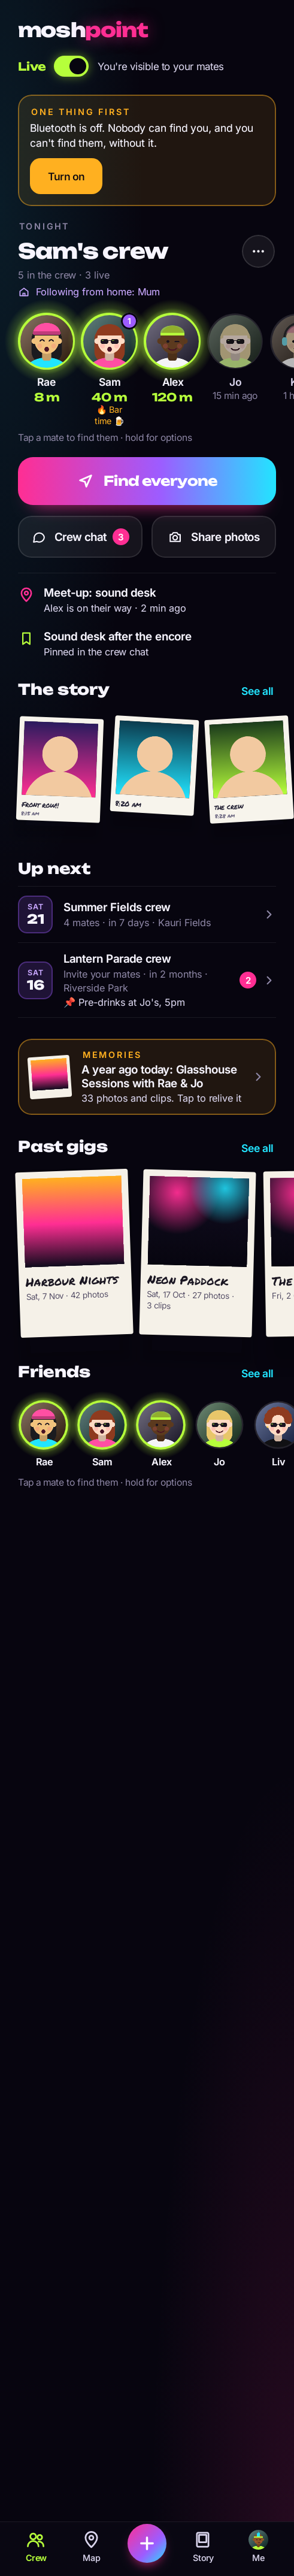 moshpoint
Live You're visible to your mates
ONE THING FIRST
Bluetooth is off. Nobody can find you, and you
can't find them, without it.
Turn on
TONIGHT
Sam's crew
5 in the crew · 3 live
Following from home: Mum
1
Rae Sam Alex Jo
8 m 40 m 120 m 15 min ago 1 h
🔥 Bar
time 🍺
Tap a mate to find them · hold for options
Find everyone
Crew chat 3 Share photos
Meet-up: sound desk
Alex is on their way · 2 min ago
Sound desk after the encore
Pinned in the crew chat
The story See all
Front row!! 8:20 am The crew
8:15 am 8:28 am
Up next
SAT
21
Summer Fields crew
4 mates · in 7 days · Kauri Fields
SAT
16
Lantern Parade crew
Invite your mates · in 2 months ·
Riverside Park
📌 Pre-drinks at Jo's, 5pm
2
MEMORIES
A year ago today: Glasshouse
Sessions with Rae & Jo
33 photos and clips. Tap to relive it
Past gigs See all
Harbour Nights Neon Paddock The
Sat, 7 Nov · 42 photos Sat, 17 Oct · 27 photos · Fri, 2
3 clips
Friends See all
Rae Sam Alex Jo Liv
Tap a mate to find them · hold for options
Crew Map Story Me